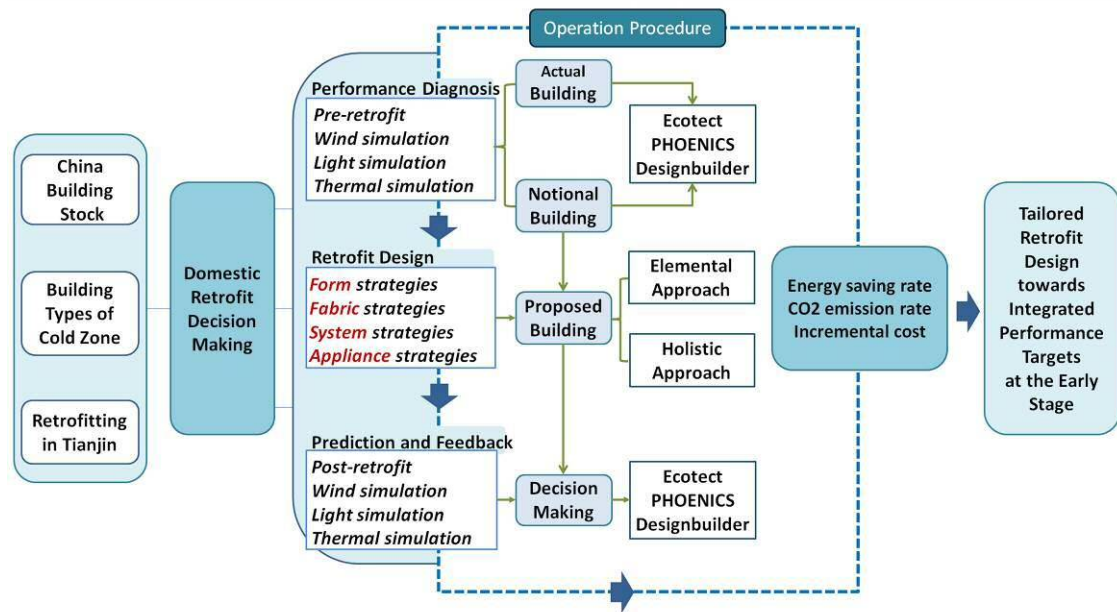 Operation Procedure
China
Building
Stock
Building
Types of
Cold Zone
Retrofitting
in Tianjin
Domestic
Retrofit
Decision
Making
Performance Diagnosis
Pre-retrofit
Wind simulation
Light simulation
Thermal simulation
Retrofit Design
Form strategies
Fabric strategies
System strategies
Appliance strategies
Prediction and Feedback
Post-retrofit
Wind simulation
Light simulation
Thermal simulation
Actual
Building
Notional
Building
Proposed
Building
Decision
Making
Ecotect
PHOENICS
Designbuilder
Elemental
Approach
Holistic
Approach
Ecotect
PHOENICS
Designbuilder
Energy saving rate
CO2 emission rate
Incremental cost
Tailored
Retrofit
Design
towards
Integrated
Performance
Targets
at the Early
Stage